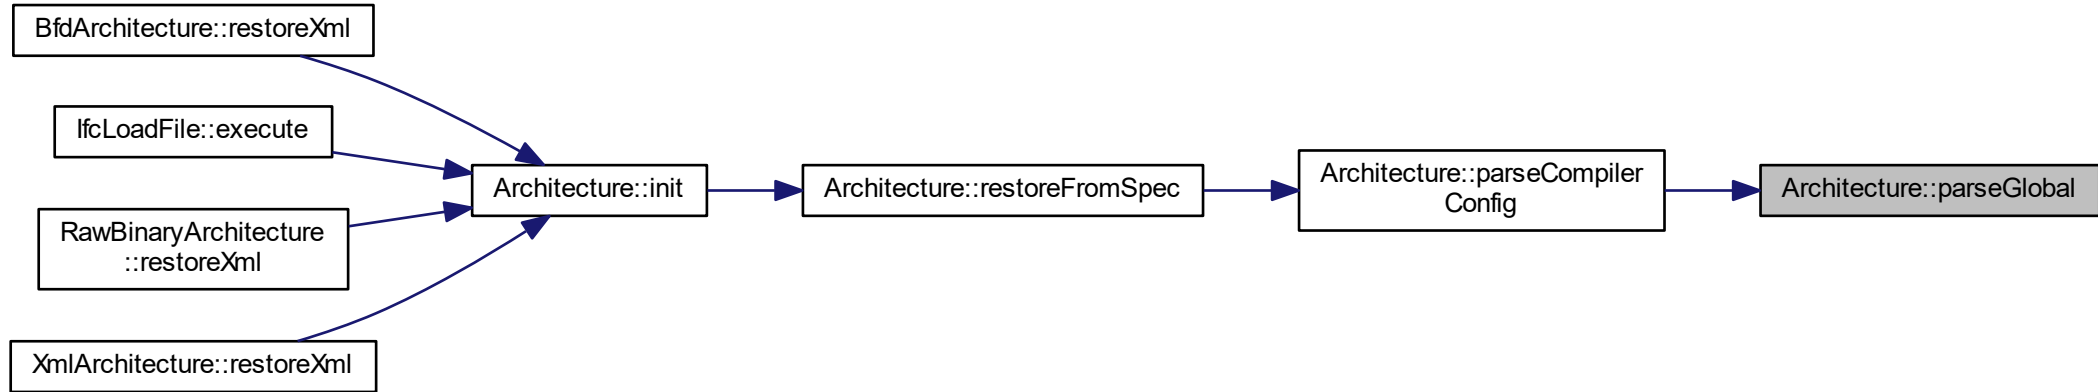 BfdArchitecture::restoreXml
IfcLoadFile::execute
RawBinaryArchitecture
::restoreXml
XmlArchitecture::restoreXml
Architecture::init
Architecture::restoreFromSpec
Architecture::parseCompiler
Config
Architecture::parseGlobal